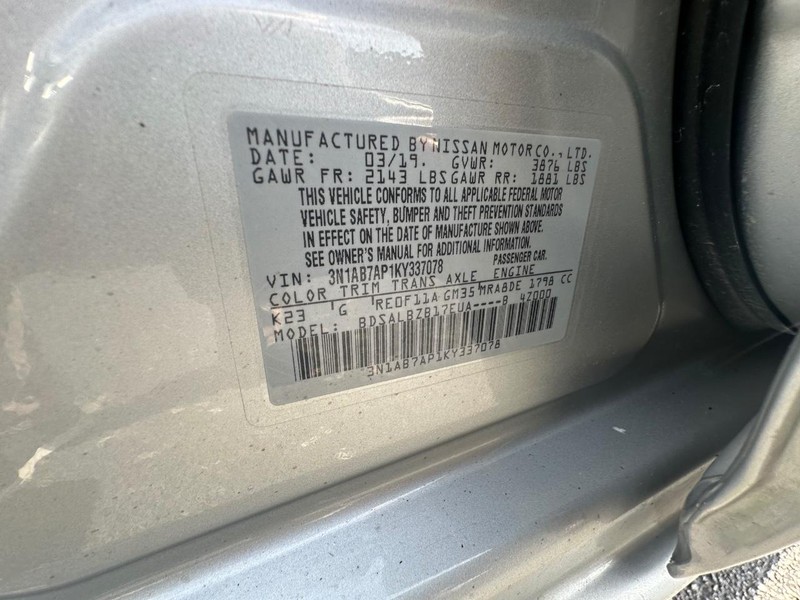 MANUFACTURED BY NISSAN MOTOR CO., LTD.
DATE: 03/19. GVWR: 3876 LBS
GAWR FR: 2143 LBS GAWR RR: 1881 LBS
THIS VEHICLE CONFORMS TO ALL APPLICABLE FEDERAL MOTOR
VEHICLE SAFETY, BUMPER AND THEFT PREVENTION STANDARDS
IN EFFECT ON THE DATE OF MANUFACTURE SHOWN ABOVE.
SEE OWNER'S MANUAL FOR ADDITIONAL INFORMATION.
VIN: 3N1AB7AP1KY337078 PASSENGER CAR.
COLOR TRIM TRANS AXLE ENGINE
K23 G RE0F11A GM35 MRA8DE 1798 CC
MODEL: BDSALBZB17EUA----B 4Z000
3N1AB7AP1KY337078